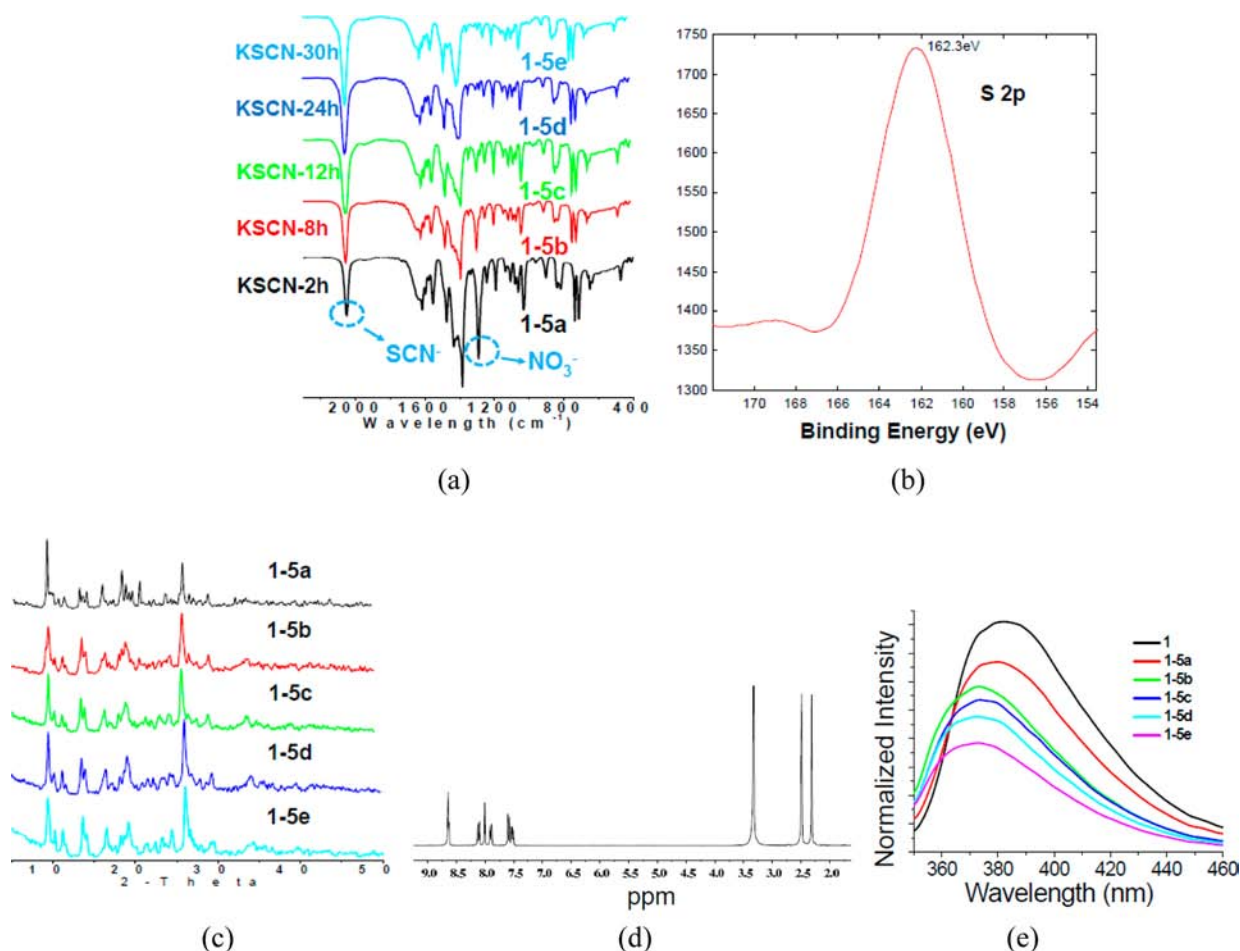 KSCN-30h
1-5e
KSCN-24h
1-5d
KSCN-12h
1-5c
KSCN-8h
1-5b
KSCN-2h
1-5a
SCN-
NO3-
2000 1600 1200 800 400
Wavelength (cm-1)
(a)
1750
1700
1650
1600
1550
1500
1450
1400
1350
1300
162.3eV
S 2p
170 168 166 164 162 160 158 156 154
Binding Energy (eV)
(b)
1-5a
1-5b
1-5c
1-5d
1-5e
10 20 30 40 50
2-Theta
(c)
9.0 8.5 8.0 7.5 7.0 6.5 6.0 5.5 5.0 4.5 4.0 3.5 3.0 2.5 2.0
ppm
(d)
Normalized Intensity
1
1-5a
1-5b
1-5c
1-5d
1-5e
360 380 400 420 440 460
Wavelength (nm)
(e)